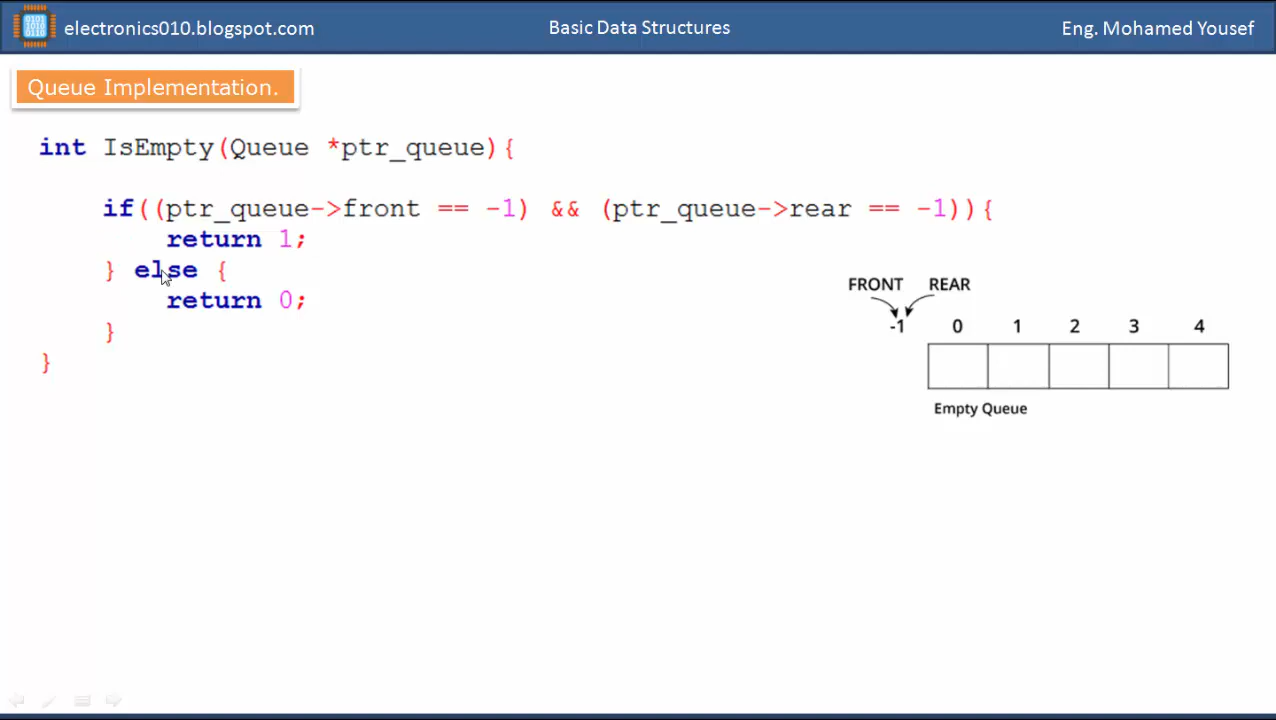 electronics010.blogspot.com
Basic Data Structures
Eng. Mohamed Yousef
Queue Implementation.
int IsEmpty(Queue *ptr_queue){
if((ptr_queue->front == -1) && (ptr_queue->rear == -1)){
return 1;
} else {
return 0;
}
}
FRONT REAR
-1 0 1 2 3 4
Empty Queue